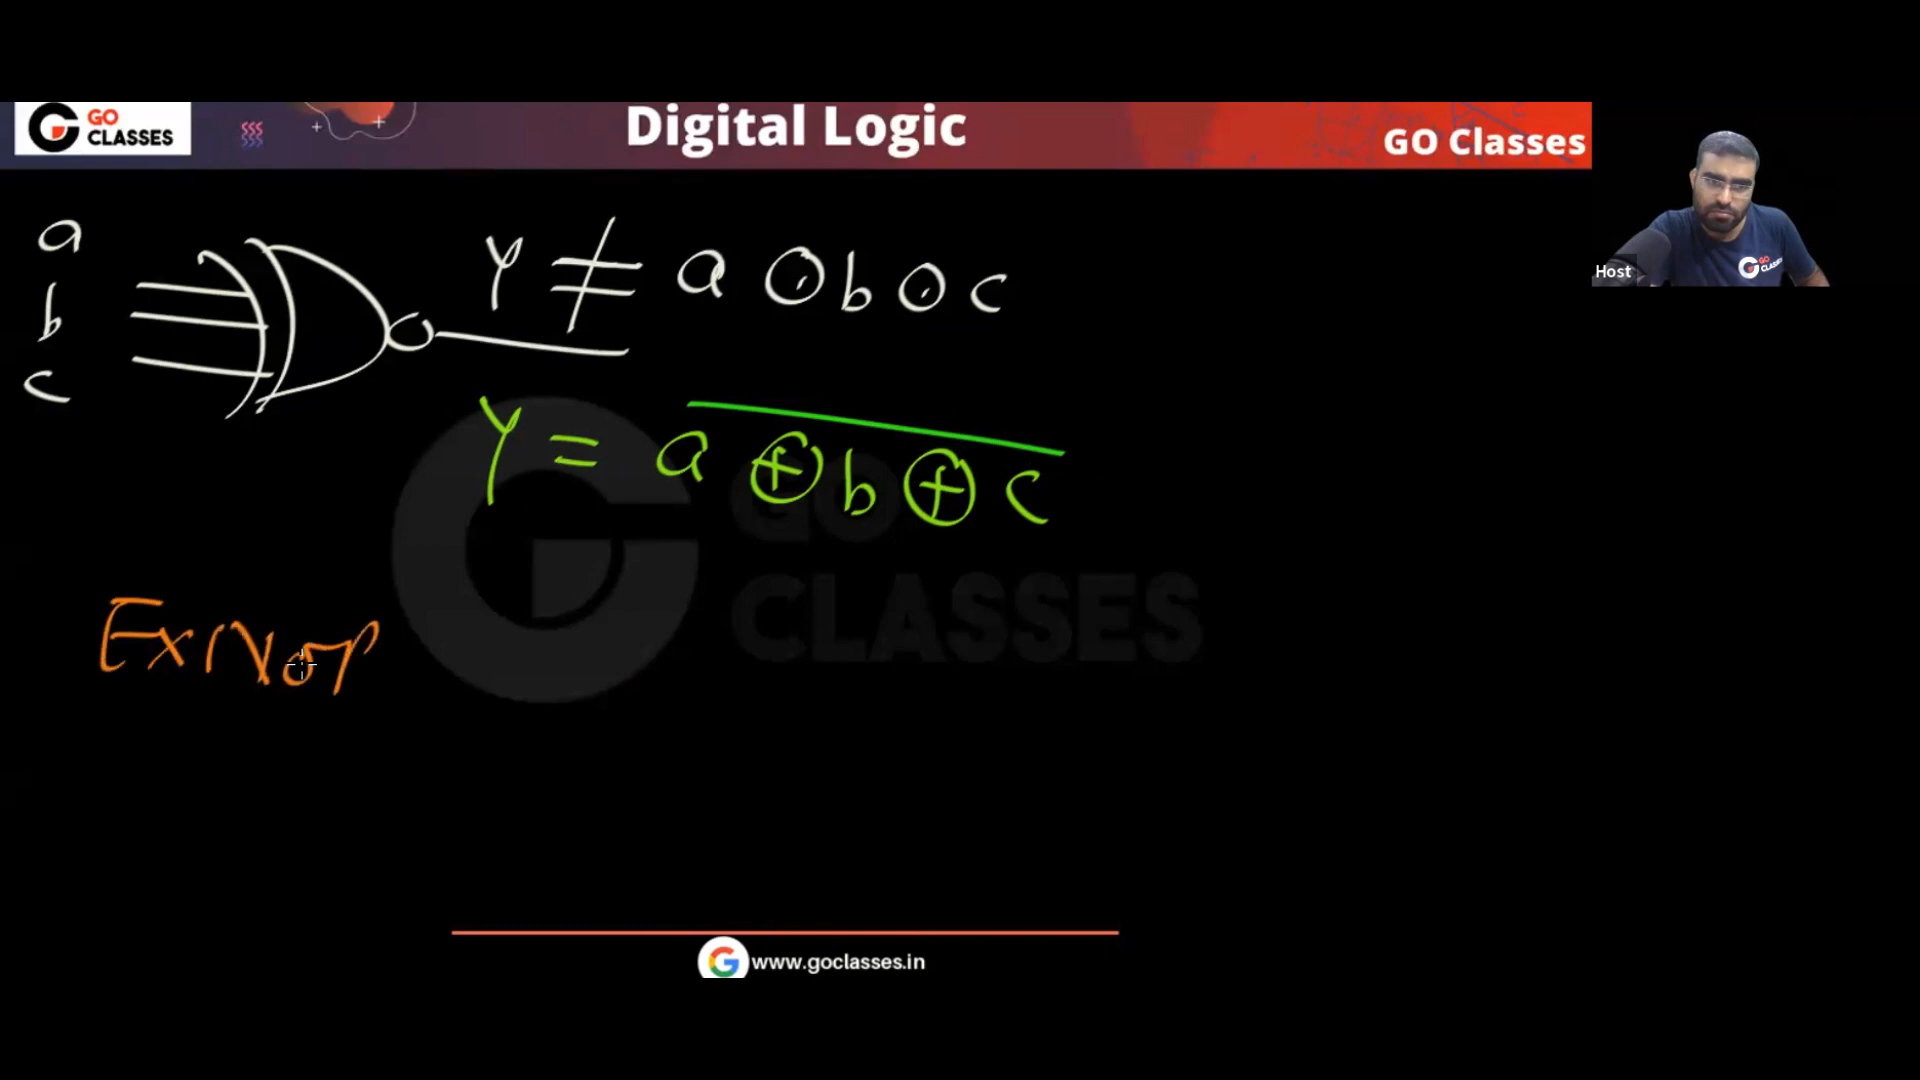 GO
CLASSES
Digital Logic
GO Classes
Host
a
b
c
Y ≠ a ⊙ b ⊙ c
Y = a ⊕ b ⊕ c
GO
CLASSES
ExNor
www.goclasses.in